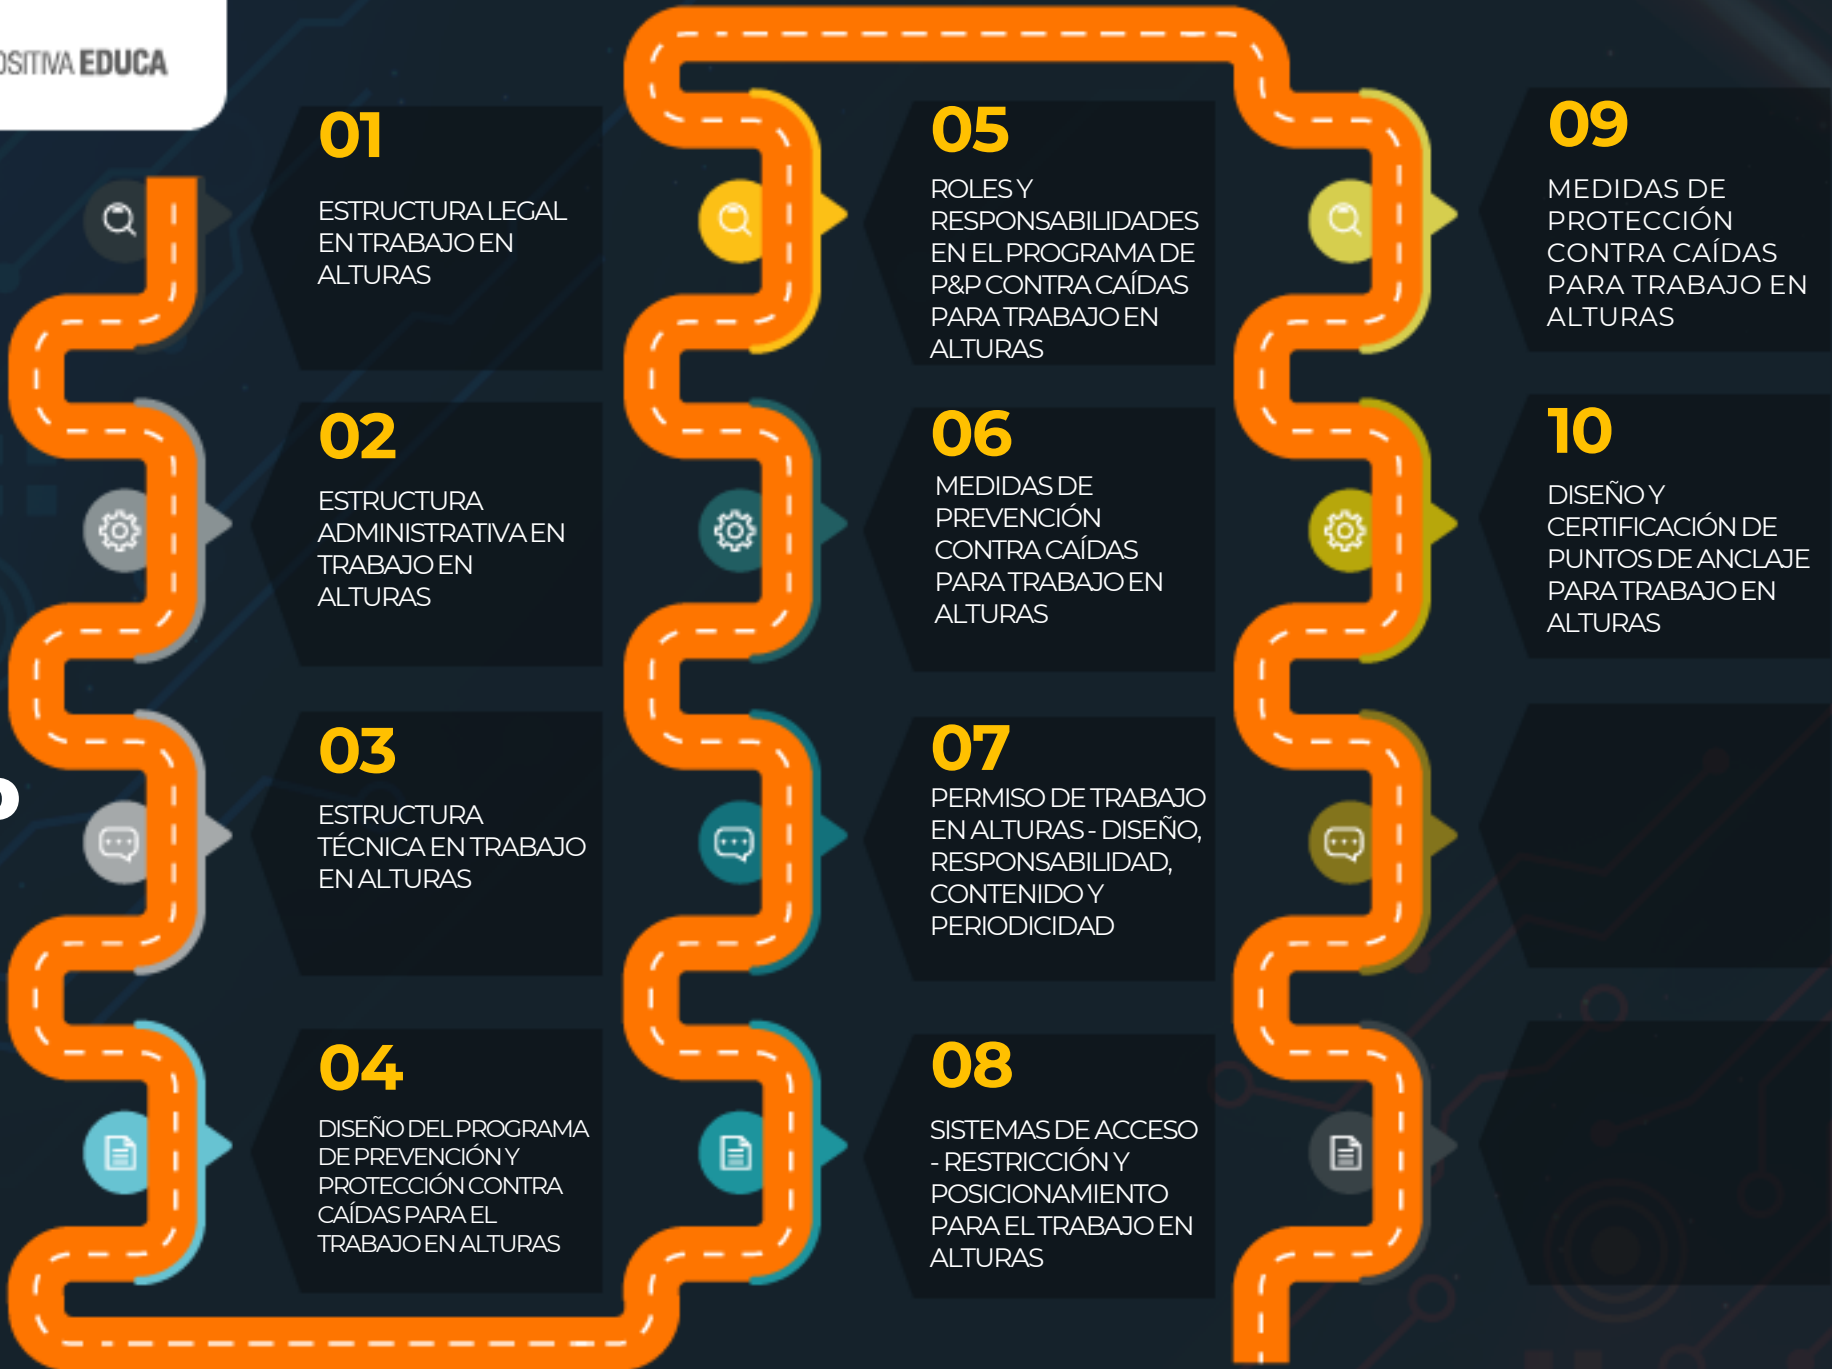 EDUCA
01
ESTRUCTURA LEGAL
EN TRABAJO EN
ALTURAS
02
ESTRUCTURA
ADMINISTRATIVA EN
TRABAJO EN
ALTURAS
03
ESTRUCTURA
TÉCNICA EN TRABAJO
EN ALTURAS
04
DISEÑO DEL PROGRAMA
DE PREVENCIÓN Y
PROTECCIÓN CONTRA
CAÍDAS PARA EL
TRABAJO EN ALTURAS
05
ROLES Y
RESPONSABILIDADES
EN EL PROGRAMA DE
P&P CONTRA CAÍDAS
PARA TRABAJO EN
ALTURAS
06
MEDIDAS DE
PREVENCIÓN
CONTRA CAÍDAS
PARA TRABAJO EN
ALTURAS
07
PERMISO DE TRABAJO
EN ALTURAS - DISEÑO,
RESPONSABILIDAD,
CONTENIDO Y
PERIODICIDAD
08
SISTEMAS DE ACCESO
- RESTRICCIÓN Y
POSICIONAMIENTO
PARA EL TRABAJO EN
ALTURAS
09
MEDIDAS DE
PROTECCIÓN
CONTRA CAÍDAS
PARA TRABAJO EN
ALTURAS
10
DISEÑO Y
CERTIFICACIÓN DE
PUNTOS DE ANCLAJE
PARA TRABAJO EN
ALTURAS